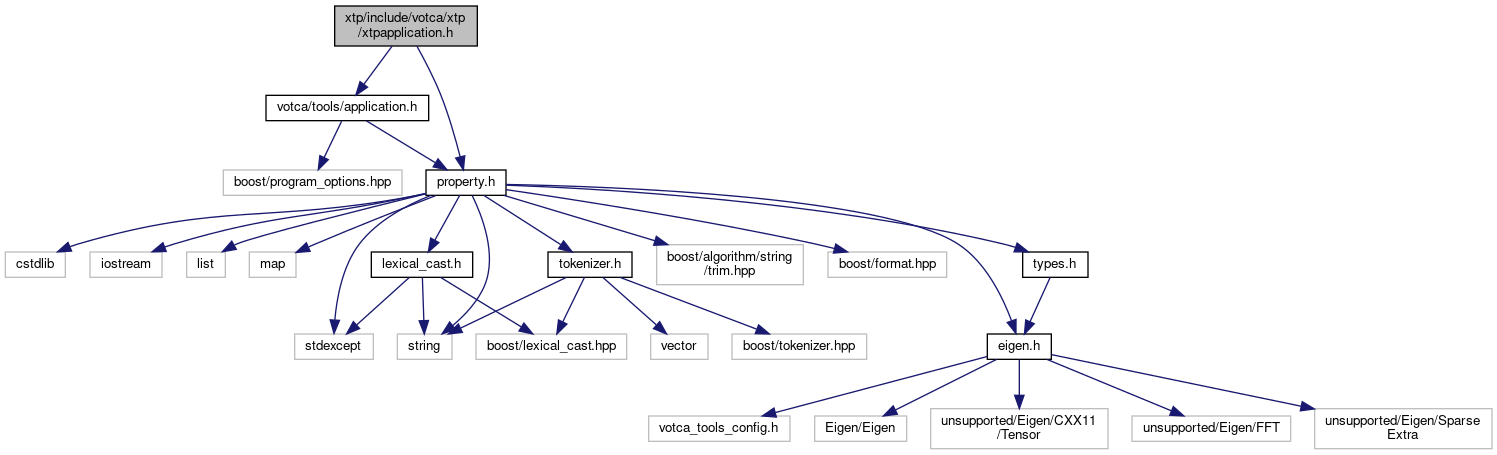 xtp/include/votca/xtp
/xtpapplication.h
votca/tools/application.h
boost/program_options.hpp
property.h
cstdlib
iostream
list
map
lexical_cast.h
tokenizer.h
boost/algorithm/string
/trim.hpp
boost/format.hpp
types.h
stdexcept
string
boost/lexical_cast.hpp
vector
boost/tokenizer.hpp
eigen.h
votca_tools_config.h
Eigen/Eigen
unsupported/Eigen/CXX11
/Tensor
unsupported/Eigen/FFT
unsupported/Eigen/Sparse
Extra